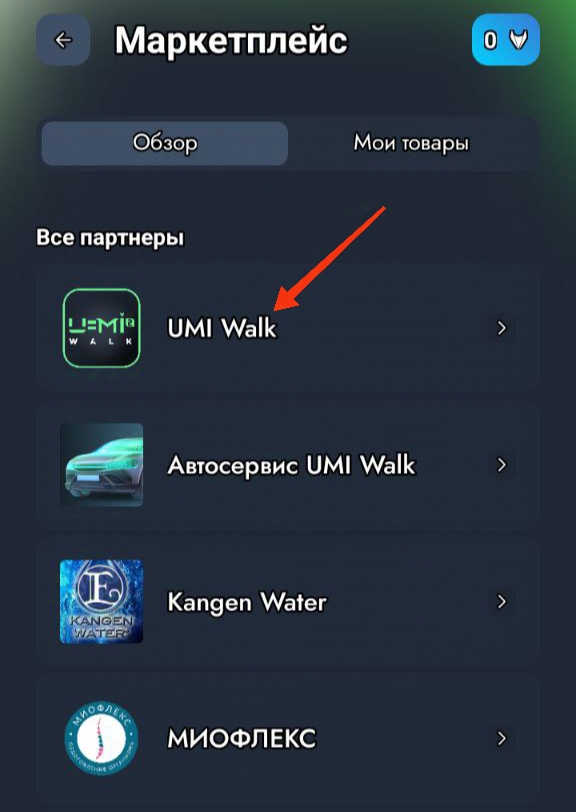 Маркетплейс
0
Обзор
Мои товары
Все партнеры
U=Mi
WALK
UMI Walk
Автосервис UMI Walk
E
KANGEN
WATER
Kangen Water
МИОФЛЕКС
МИОФЛЕКС